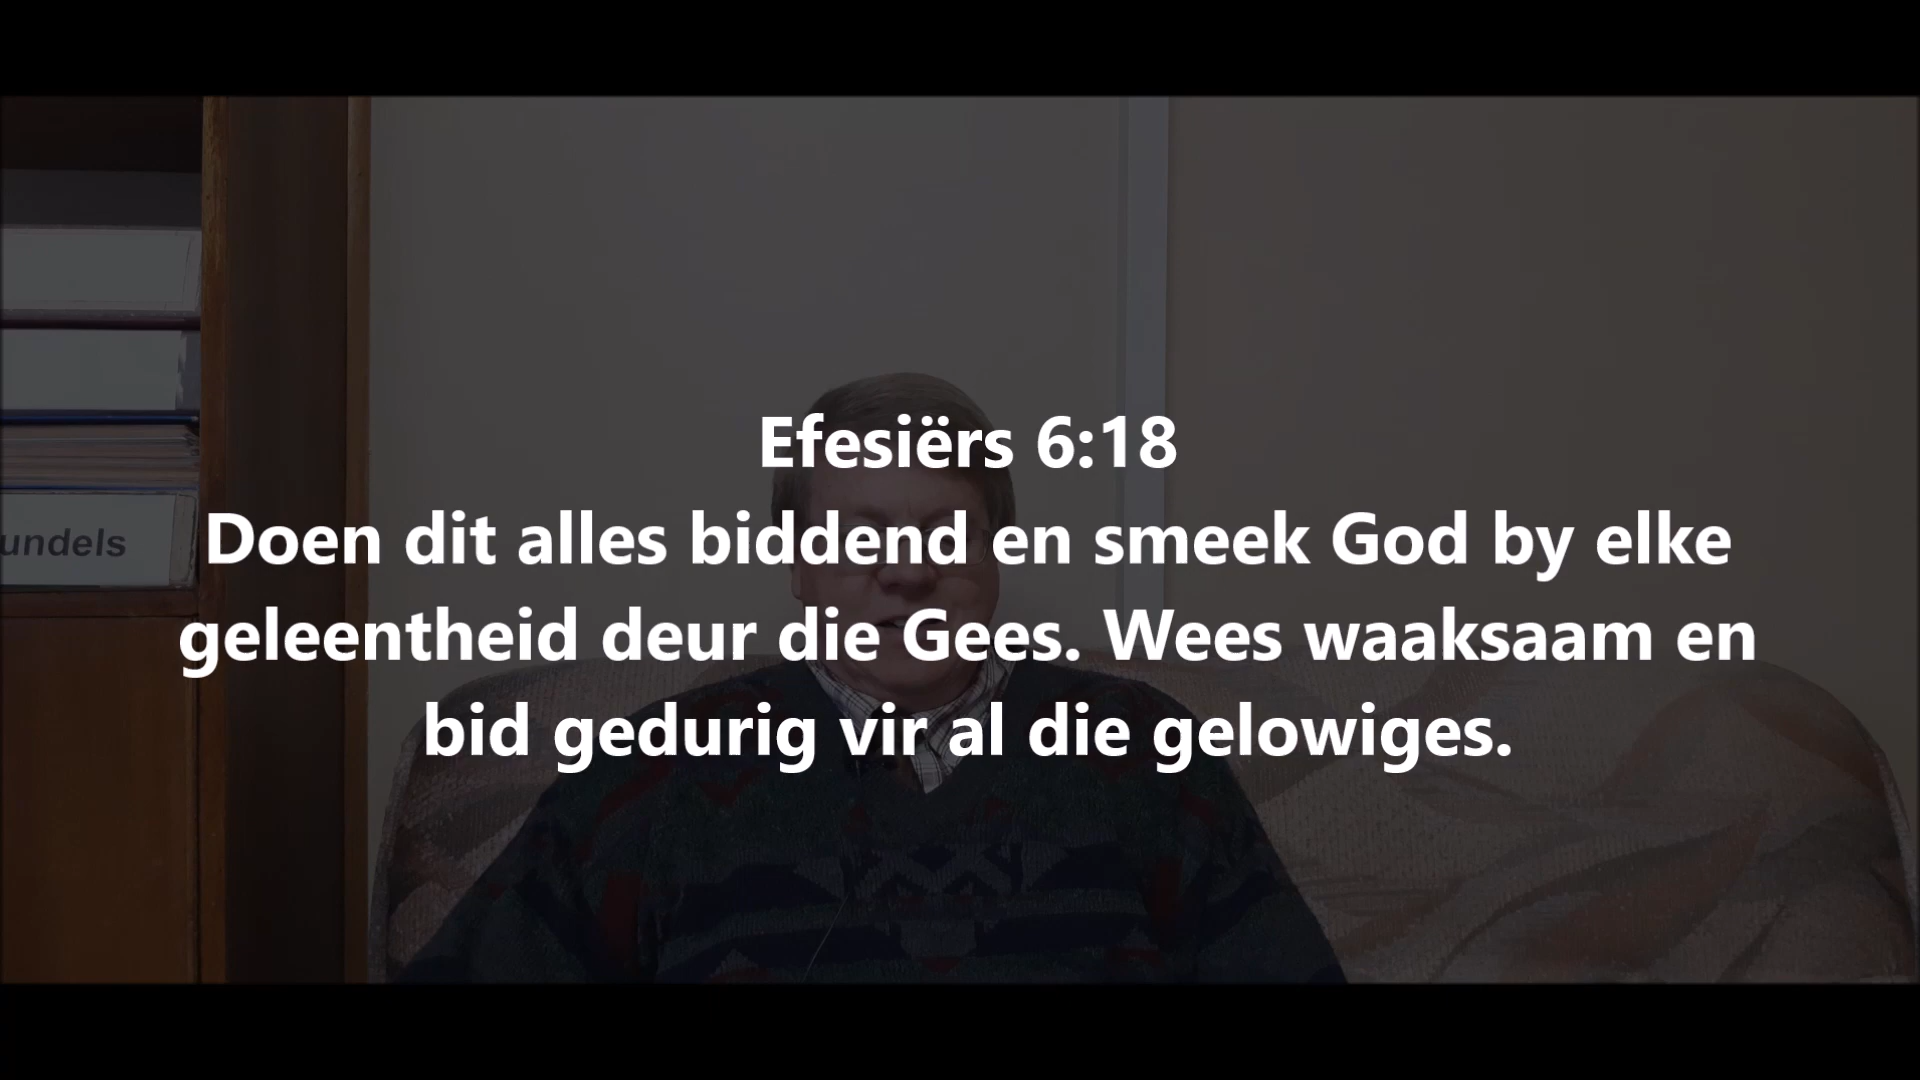 undels
Efesiërs 6:18
Doen dit alles biddend en smeek God by elke
geleentheid deur die Gees. Wees waaksaam en
bid gedurig vir al die gelowiges.